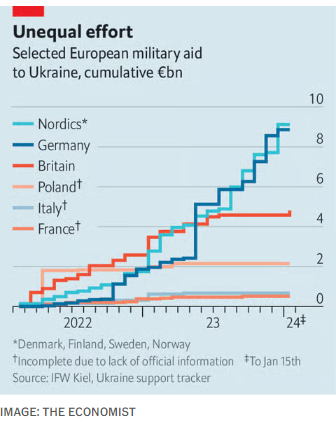 Unequal effort
Selected European military aid
to Ukraine, cumulative €bn
10
Nordics*
Germany
8
Britain
Poland†
6
Italy†
France†
4
2
0
2022 23 24‡
*Denmark, Finland, Sweden, Norway
†Incomplete due to lack of official information ‡To Jan 15th
Source: IFW Kiel, Ukraine support tracker
IMAGE: THE ECONOMIST